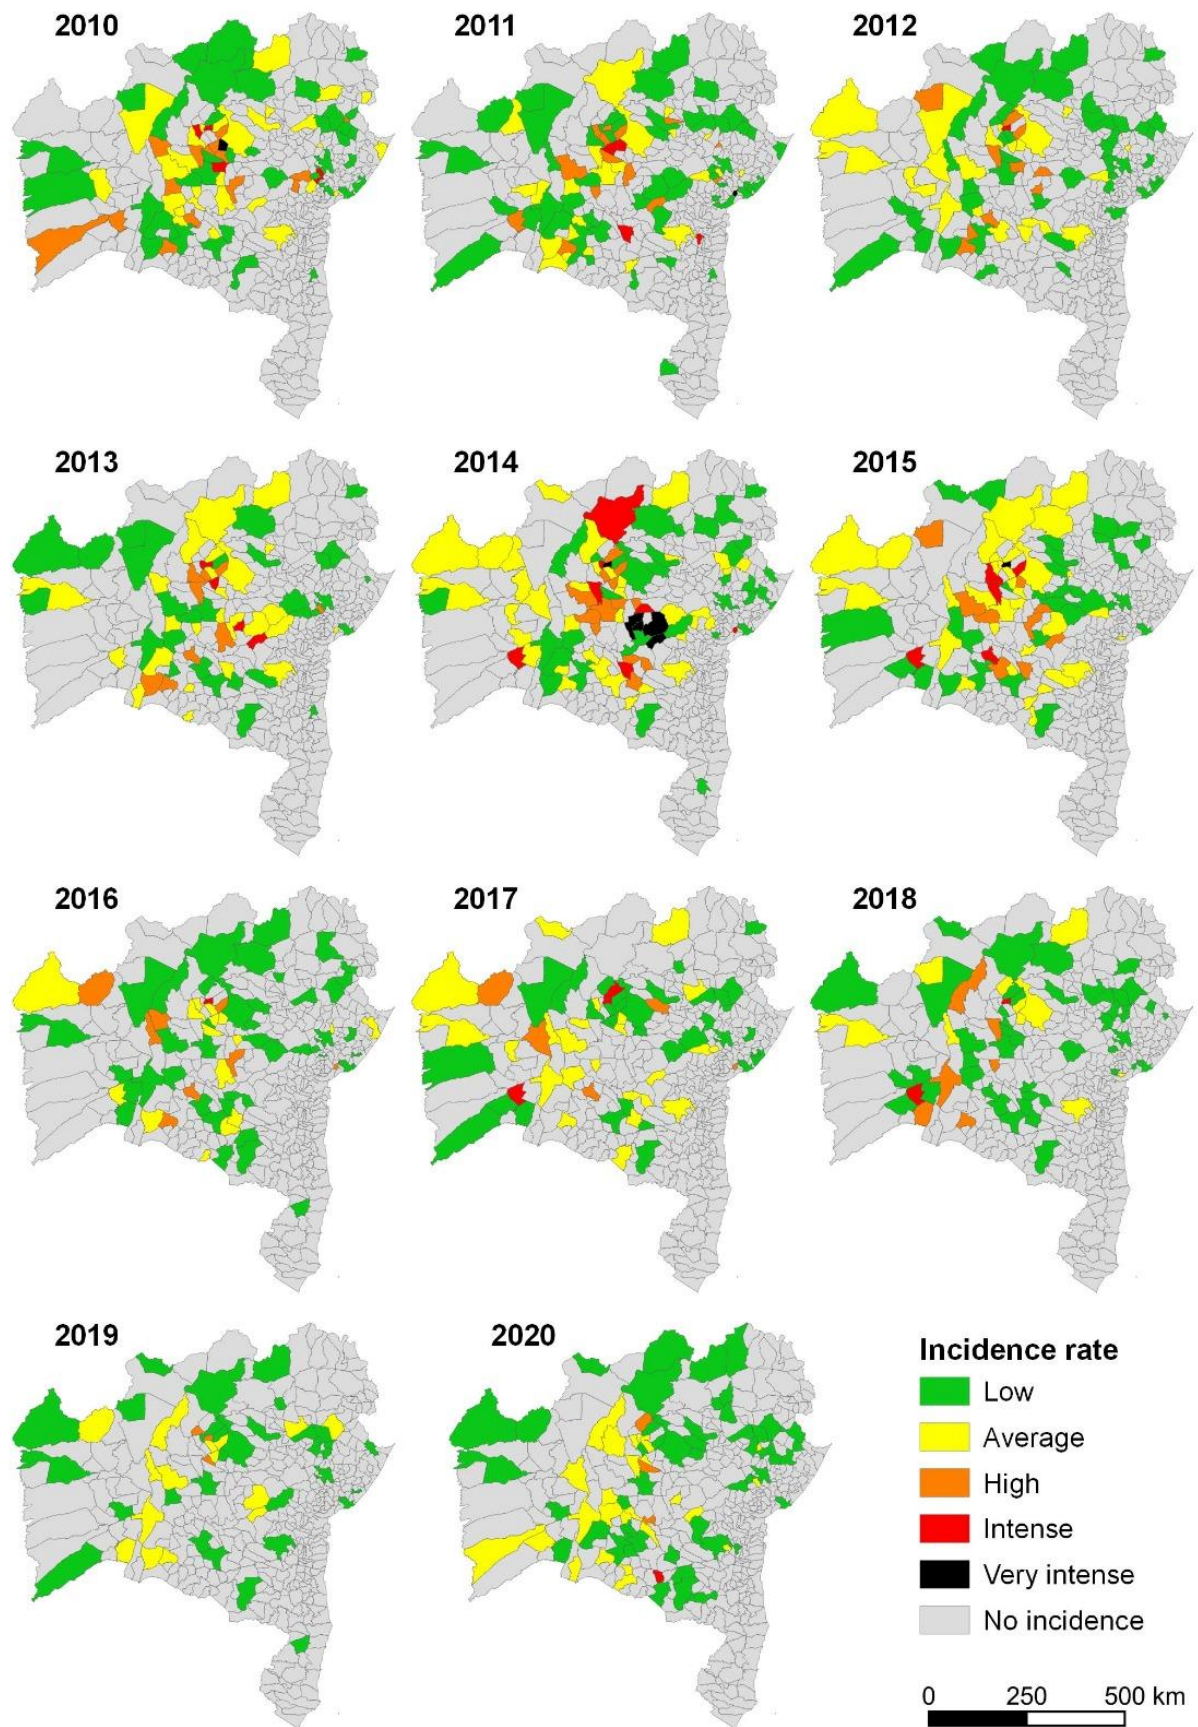 2010
2011
2012
2013
2014
2015
2016
2017
2018
2019
2020
Incidence rate
Low
Average
High
Intense
Very intense
No incidence
0 250 500 km